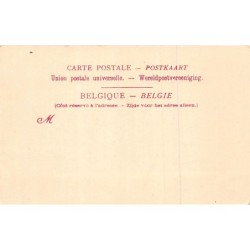 CARTE POSTALE — POSTKAART
Union postale universelle. — Wereldpostvereeniging.
BELGIQUE — BELGIE
(Côté réservé à l'adresse. — Zijde voor het adres alleen.)
M